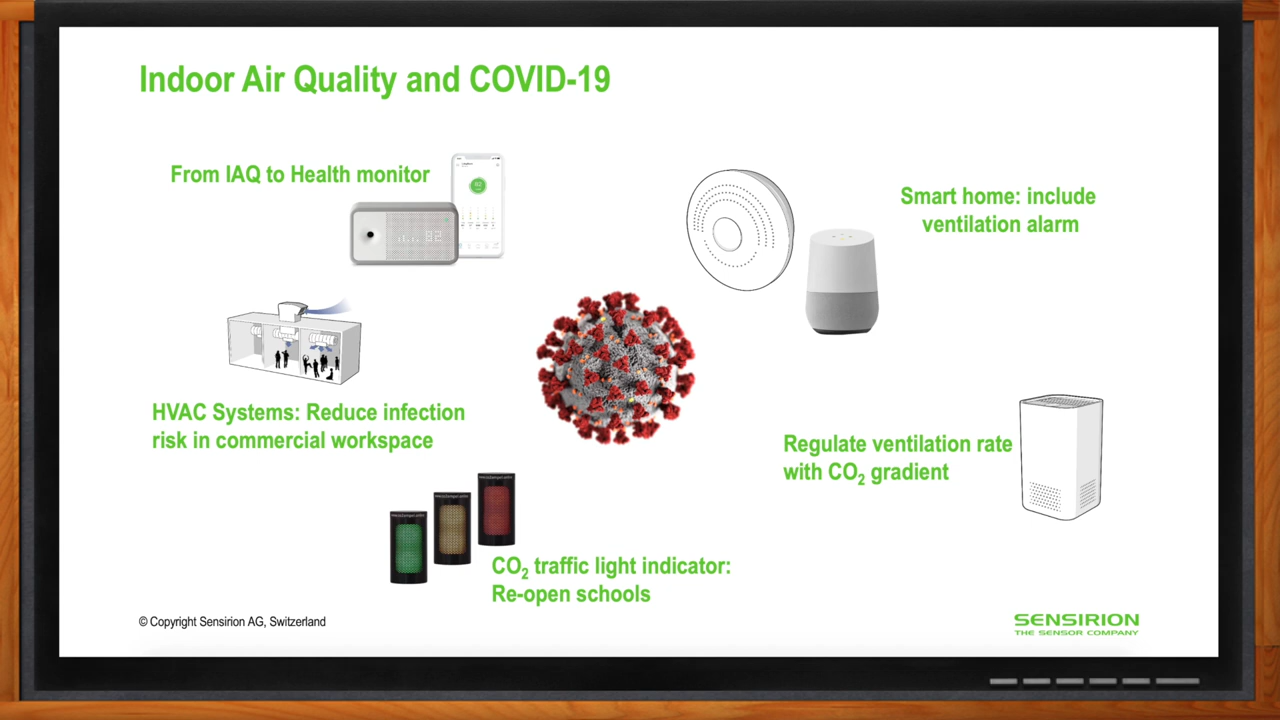 Indoor Air Quality and COVID-19
From IAQ to Health monitor
82
82
Smart home: include
ventilation alarm
HVAC Systems: Reduce infection
risk in commercial workspace
Regulate ventilation rate
with CO₂ gradient
CO₂ traffic light indicator:
Re-open schools
© Copyright Sensirion AG, Switzerland
SENSIRION
THE SENSOR COMPANY